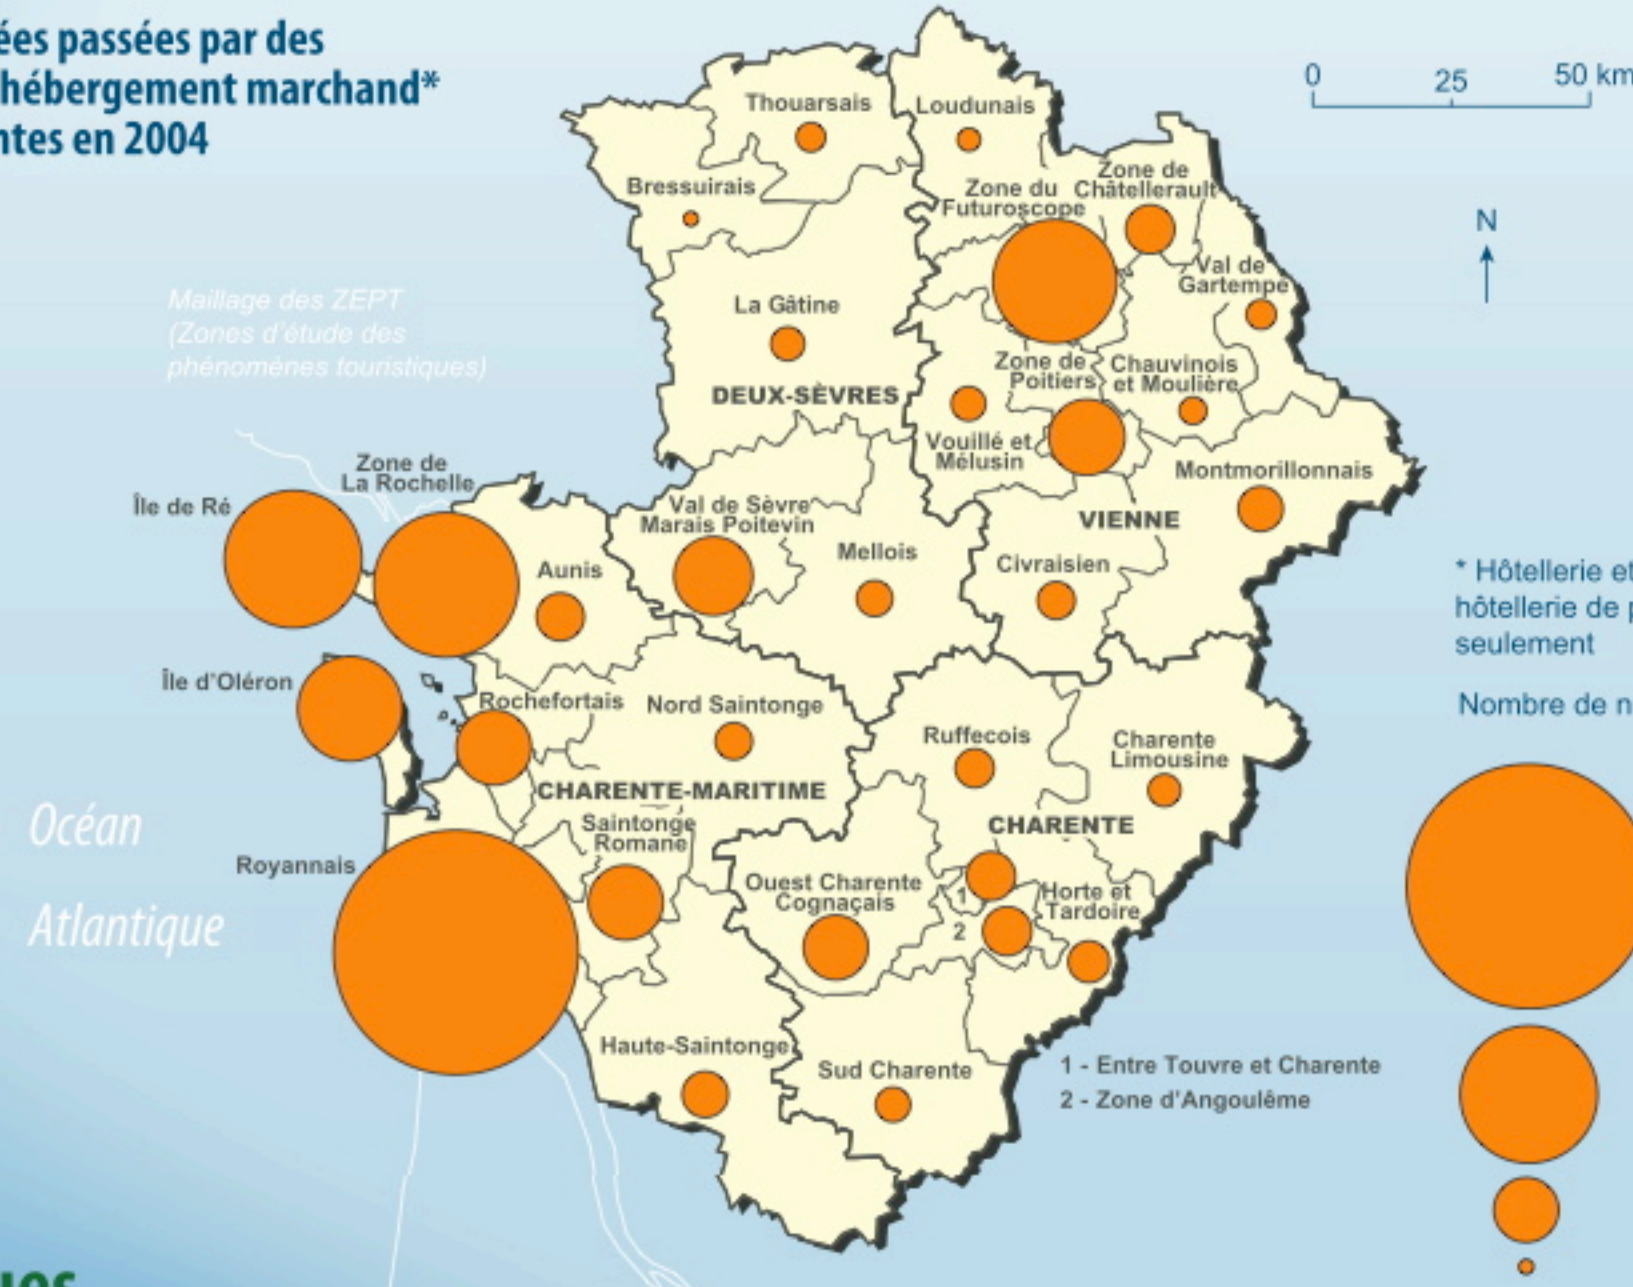 ées passées par des
hébergement marchand*
ntes en 2004
0 25 50 km
N
Maillage des ZEPT
(Zones d'étude des
phénomènes touristiques)
Thouarsais
Loudunais
Bressuirais
Zone du
Futuroscope
Zone de
Châtellerault
Val de
Gartempe
La Gâtine
DEUX-SÈVRES
Zone de
Poitiers
Chauvinois
et Moulière
Vouillé et
Mélusin
Montmorillonnais
VIENNE
Zone de
La Rochelle
Île de Ré
Aunis
Val de Sèvre
Marais Poitevin
Mellois
Civraisien
* Hôtellerie et
hôtellerie de p
seulement
Nombre de n
Île d'Oléron
Rochefortais
Nord Saintonge
Ruffecois
Charente
Limousine
CHARENTE-MARITIME
CHARENTE
Océan
Atlantique
Royannais
Saintonge
Romane
Ouest Charente
Cognaçais
1
2
Horte et
Tardoire
Haute-Saintonge
Sud Charente
1 - Entre Touvre et Charente
2 - Zone d'Angoulême